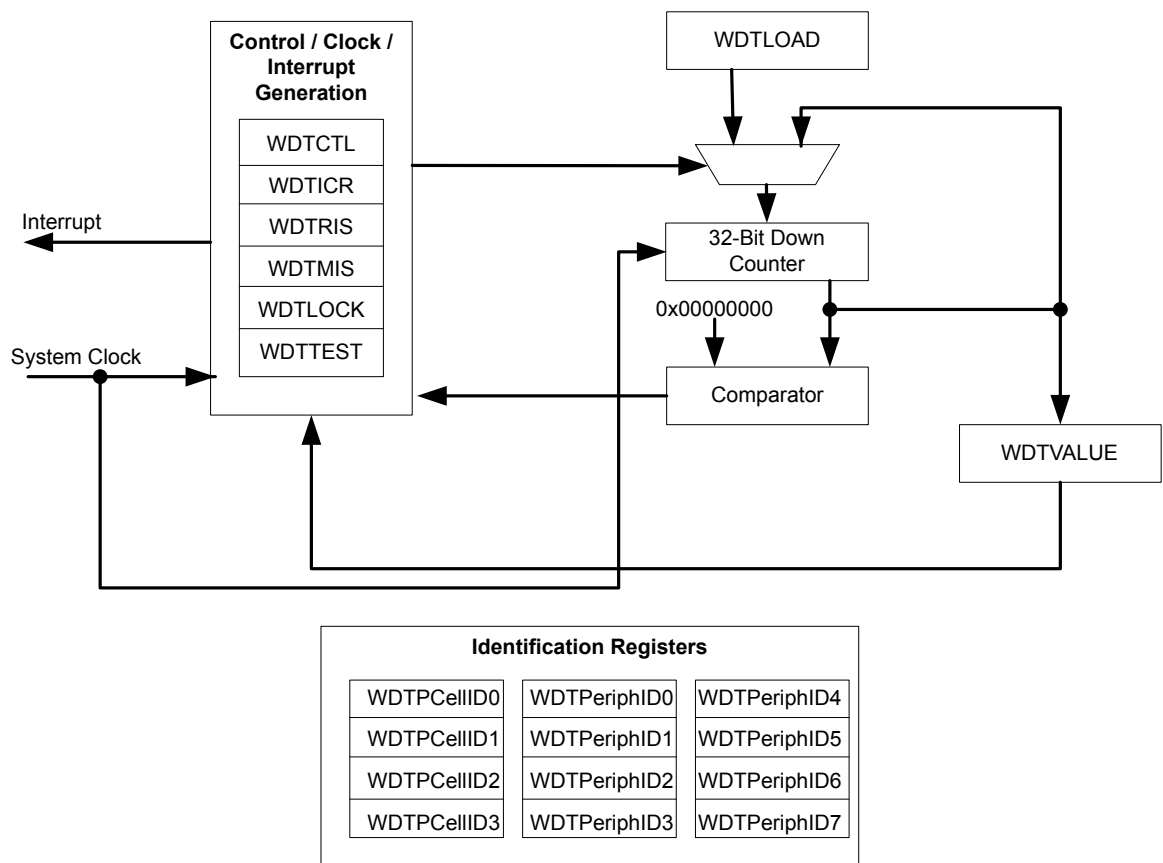 Control / Clock /
Interrupt
Generation
WDTCTL
WDTICR
WDTRIS
WDTMIS
WDTLOCK
WDTTEST
Interrupt
System Clock
WDTLOAD
32-Bit Down
Counter
0x00000000
Comparator
WDTVALUE
Identification Registers
WDTPCellID0 WDTPeriphID0 WDTPeriphID4
WDTPCellID1 WDTPeriphID1 WDTPeriphID5
WDTPCellID2 WDTPeriphID2 WDTPeriphID6
WDTPCellID3 WDTPeriphID3 WDTPeriphID7